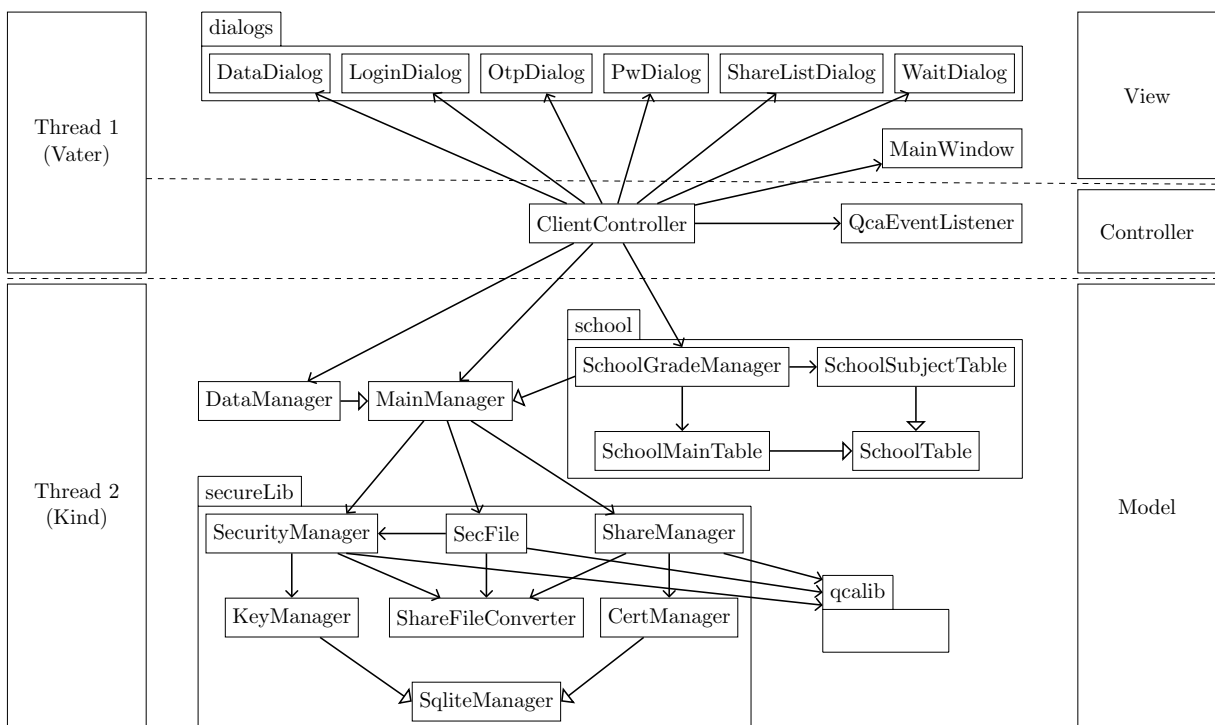 dialogs
DataDialog
LoginDialog
OtpDialog
PwDialog
ShareListDialog
WaitDialog
Thread 1
(Vater)
View
MainWindow
ClientController
QcaEventListener
Controller
school
SchoolGradeManager
SchoolSubjectTable
DataManager
MainManager
SchoolMainTable
SchoolTable
Thread 2
(Kind)
Model
secureLib
SecurityManager
SecFile
ShareManager
qcalib
KeyManager
ShareFileConverter
CertManager
SqliteManager